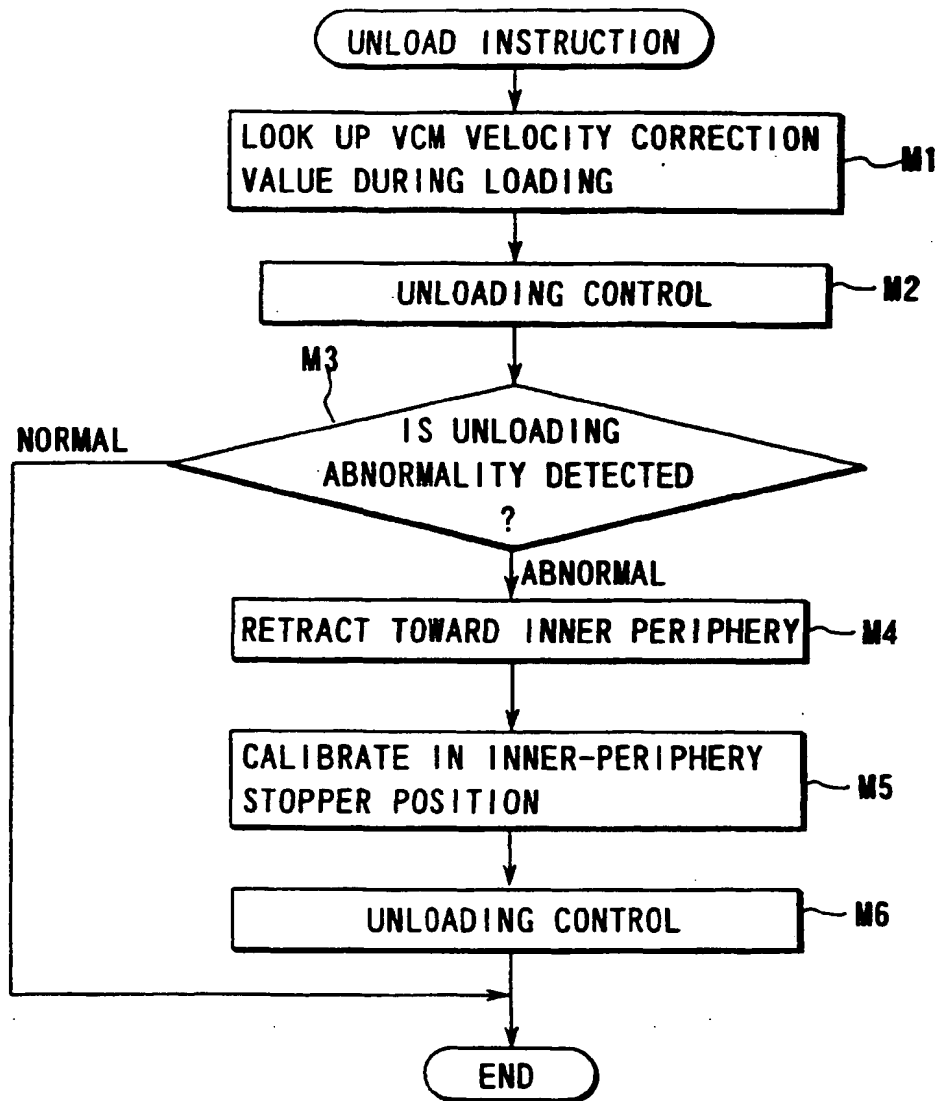 UNLOAD INSTRUCTION
LOOK UP VCM VELOCITY CORRECTION
VALUE DURING LOADING
M1
UNLOADING CONTROL
M2
M3
NORMAL
IS UNLOADING
ABNORMALITY DETECTED
?
ABNORMAL
RETRACT TOWARD INNER PERIPHERY
M4
CALIBRATE IN INNER-PERIPHERY
STOPPER POSITION
M5
UNLOADING CONTROL
M6
END